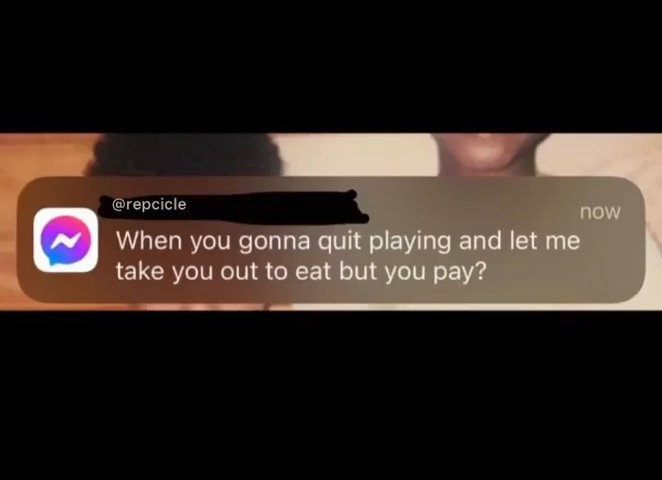 @repcicle
now
When you gonna quit playing and let me
take you out to eat but you pay?